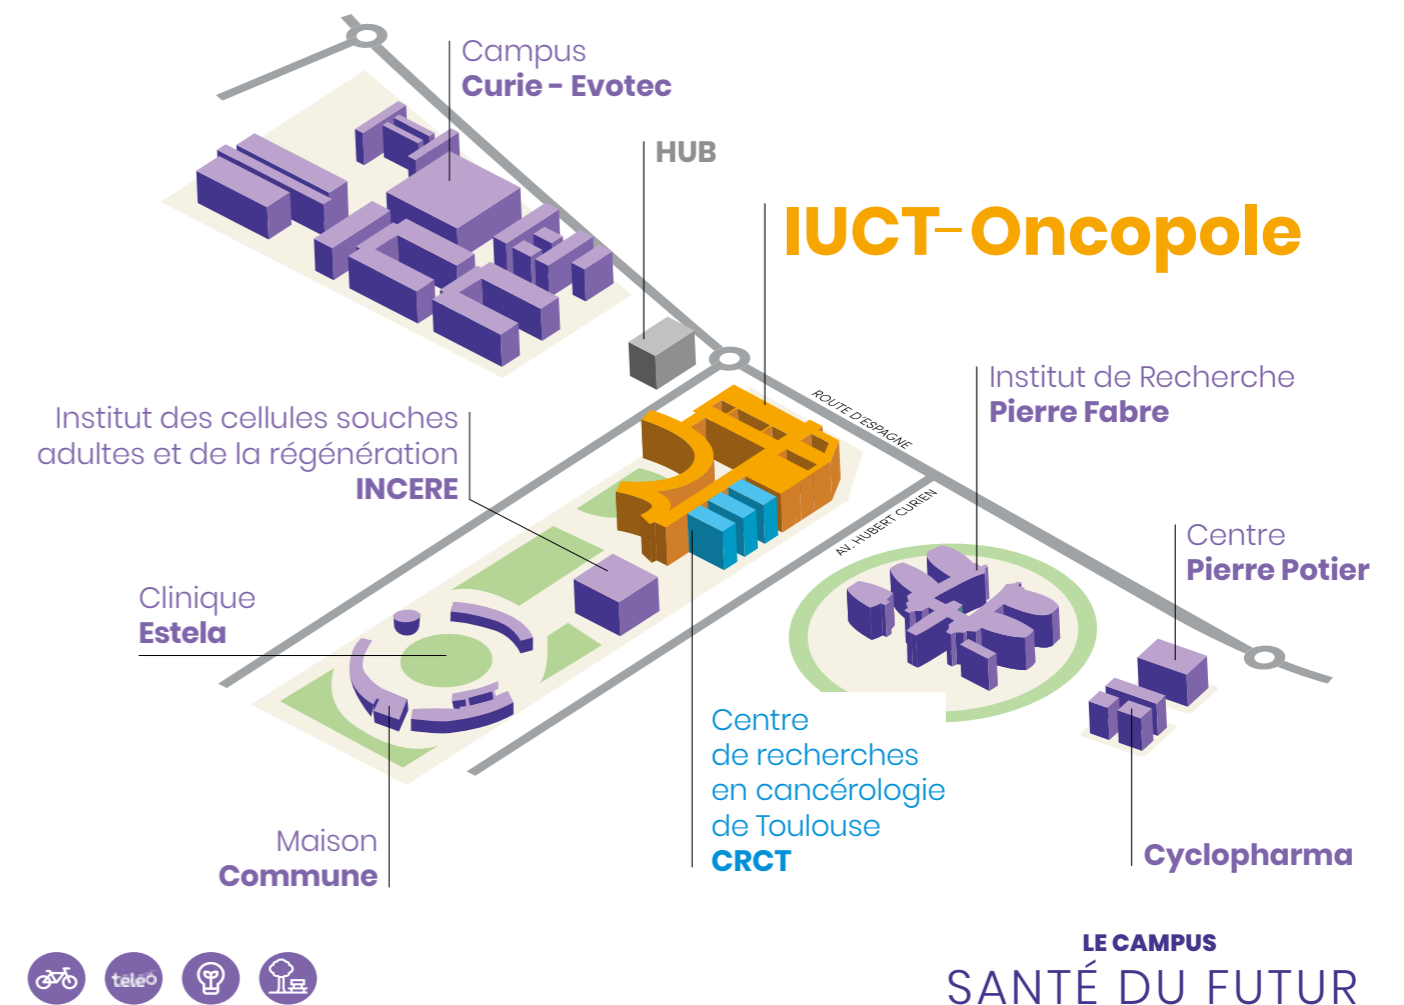 Campus
Curie - Evotec
HUB
IUCT-Oncopole
ROUTE D'ESPAGNE
Institut de Recherche
Pierre Fabre
Institut des cellules souches
adultes et de la régénération
INCERE
AV. HUBERT CURIEN
Centre
Pierre Potier
Clinique
Estela
Centre
de recherches
en cancérologie
de Toulouse
CRCT
Maison
Commune
Cyclopharma
LE CAMPUS
SANTÉ DU FUTUR
téléo